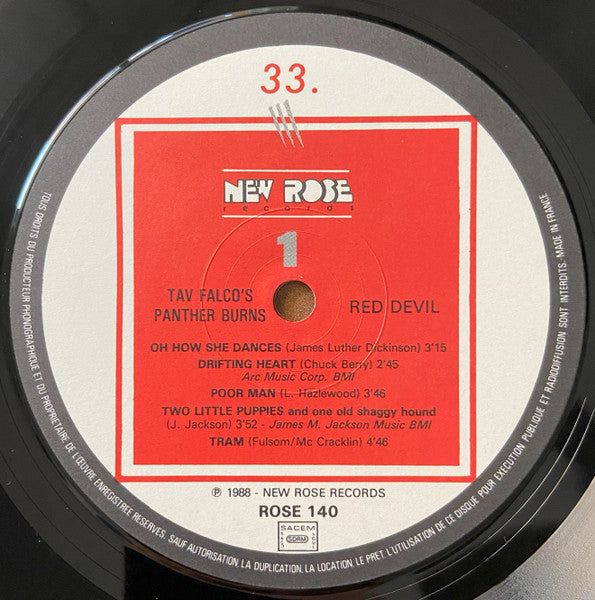 33.
NEW ROSE
records
1
TAV FALCO'S
PANTHER BURNS
RED DEVIL
OH HOW SHE DANCES (James Luther Dickinson) 3'15
DRIFTING HEART (Chuck Berry) 2'45
Arc Music Corp. BMI
POOR MAN (L. Hazlewood) 3'46
TWO LITTLE PUPPIES and one old shaggy hound
(J. Jackson) 3'52 - James M. Jackson Music BMI
TRAM (Fulsom/Mc Cracklin) 4'46
℗ 1988 - NEW ROSE RECORDS
ROSE 140
SACEM
SDRM
TOUS DROITS DU PRODUCTEUR PHONOGRAPHIQUE ET DU PROPRIETAIRE DE L'ŒUVRE ENREGISTREE RESERVES. SAUF AUTORISATION, LA DUPLICATION, LA LOCATION, LE PRET, L'UTILISATION DE CE DISQUE POUR EXECUTION PUBLIQUE ET RADIODIFFUSION SONT INTERDITS. MADE IN FRANCE